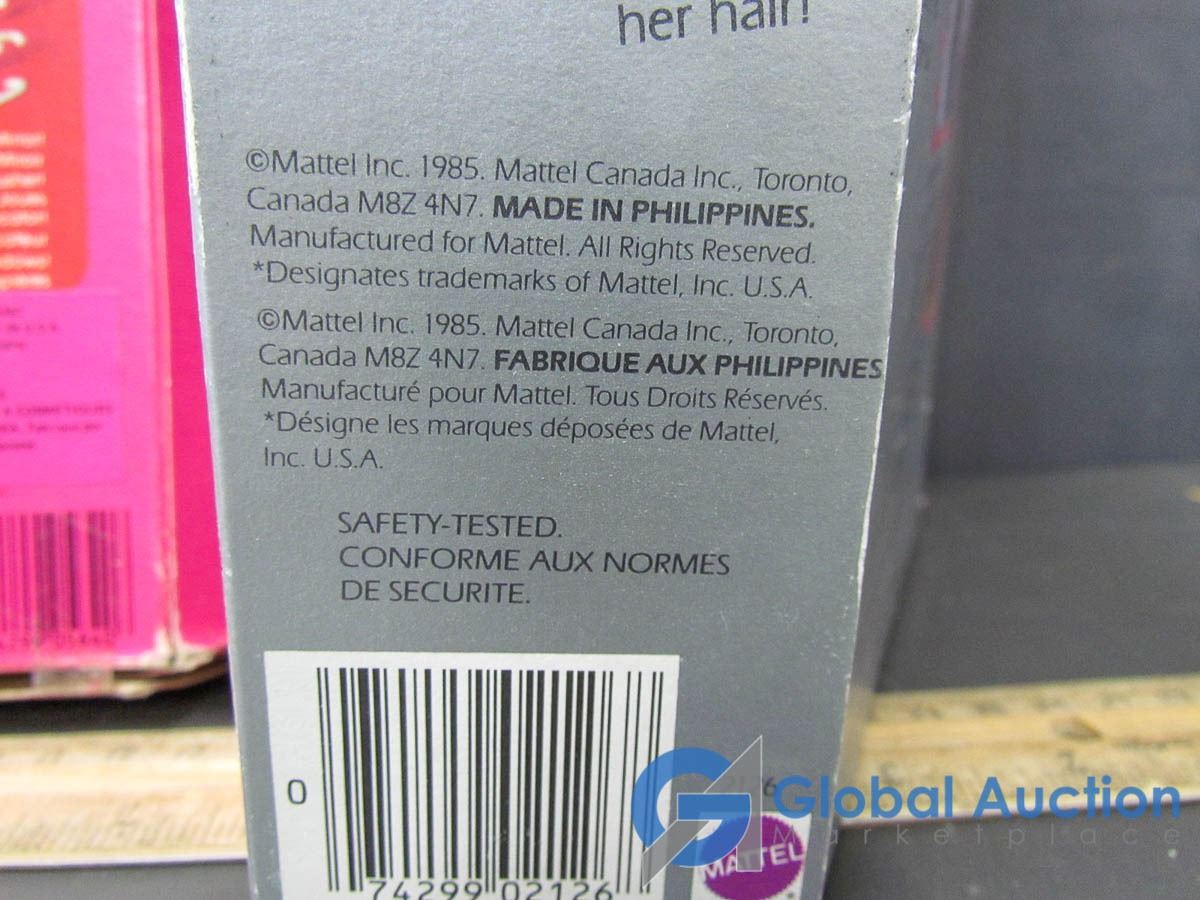 her hair!
©Mattel Inc. 1985. Mattel Canada Inc., Toronto,
Canada M8Z 4N7. MADE IN PHILIPPINES.
Manufactured for Mattel. All Rights Reserved.
*Designates trademarks of Mattel, Inc. U.S.A.
©Mattel Inc. 1985. Mattel Canada Inc., Toronto,
Canada M8Z 4N7. FABRIQUE AUX PHILIPPINES
Manufacturé pour Mattel. Tous Droits Réservés.
*Désigne les marques déposées de Mattel,
Inc. U.S.A.
SAFETY-TESTED.
CONFORME AUX NORMES
DE SECURITE.
0
74299 02126
MATTEL
Global Auction
Marketplace